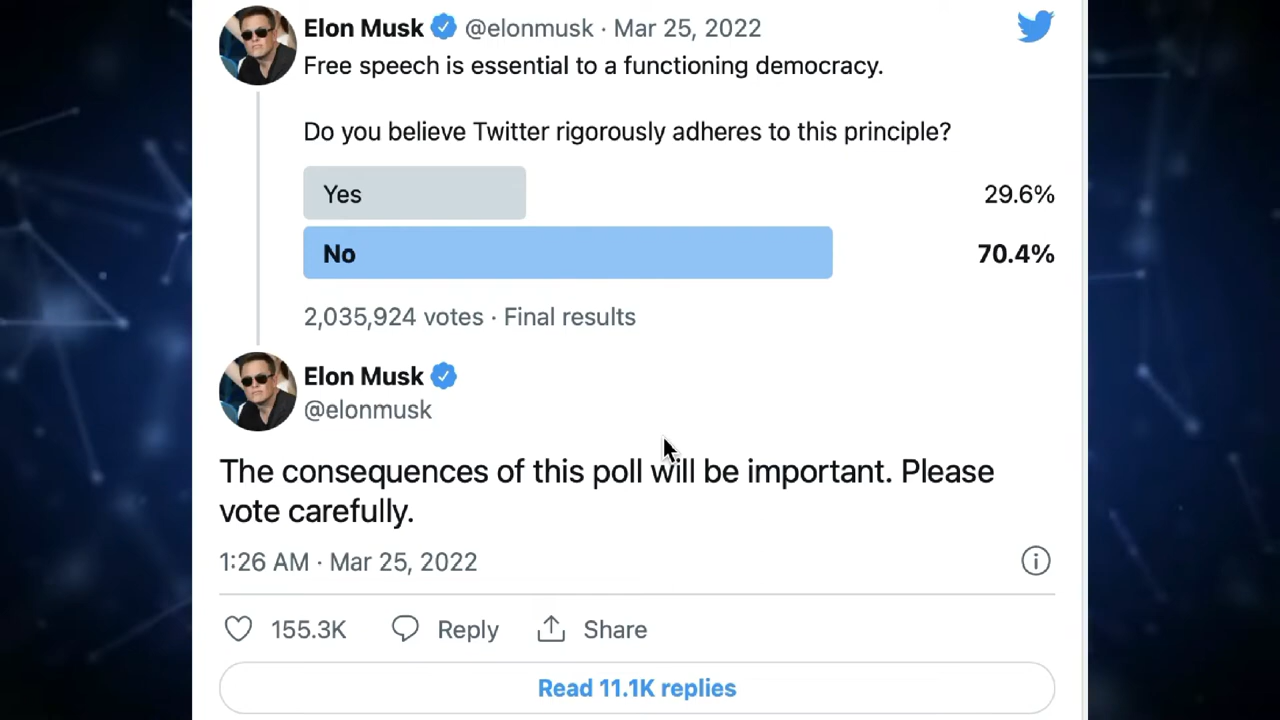 Elon Musk @elonmusk · Mar 25, 2022
Free speech is essential to a functioning democracy.
Do you believe Twitter rigorously adheres to this principle?
Yes 29.6%
No 70.4%
2,035,924 votes · Final results
Elon Musk
@elonmusk
The consequences of this poll will be important. Please
vote carefully.
1:26 AM · Mar 25, 2022
155.3K Reply Share
Read 11.1K replies